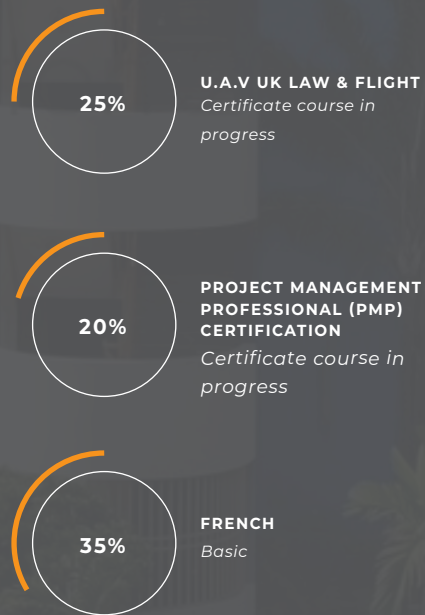 25%
U.A.V UK LAW & FLIGHT
Certificate course in
progress
20%
PROJECT MANAGEMENT
PROFESSIONAL (PMP)
CERTIFICATION
Certificate course in
progress
35%
FRENCH
Basic